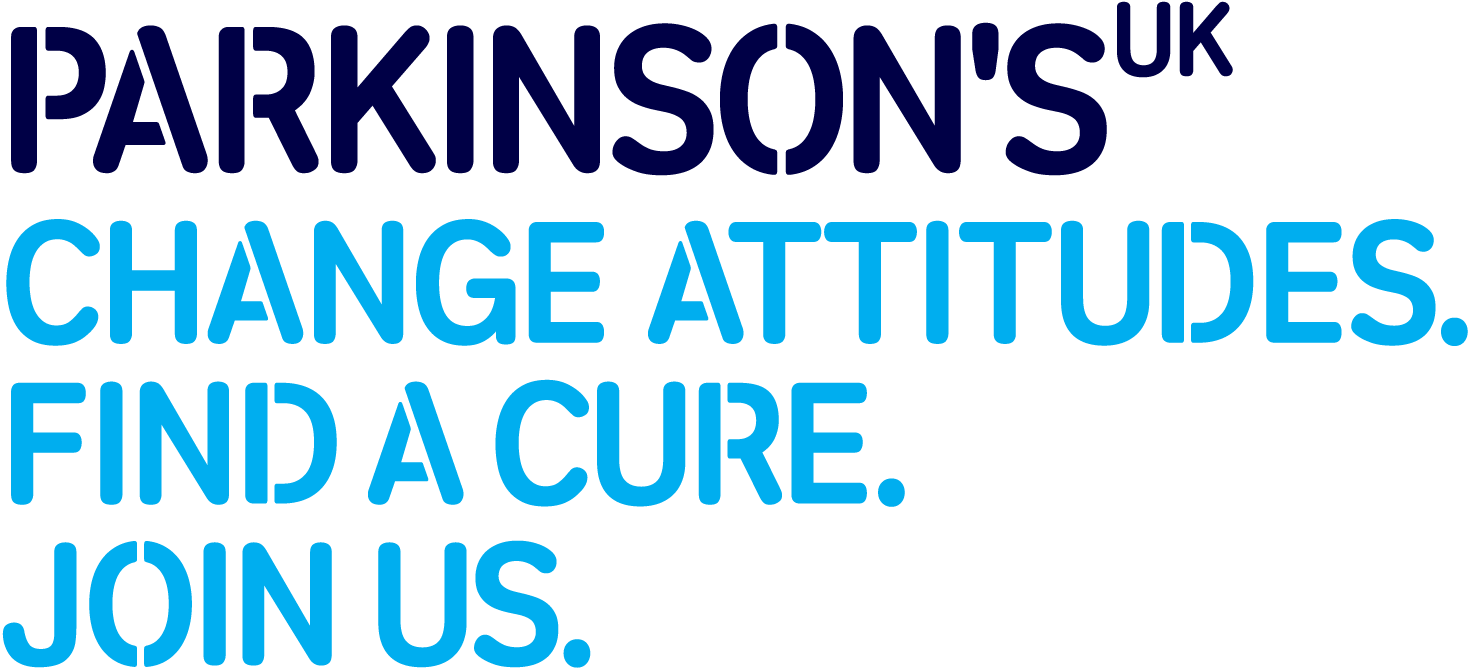 PARKINSON'S UK
CHANGE ATTITUDES.
FIND A CURE.
JOIN US.